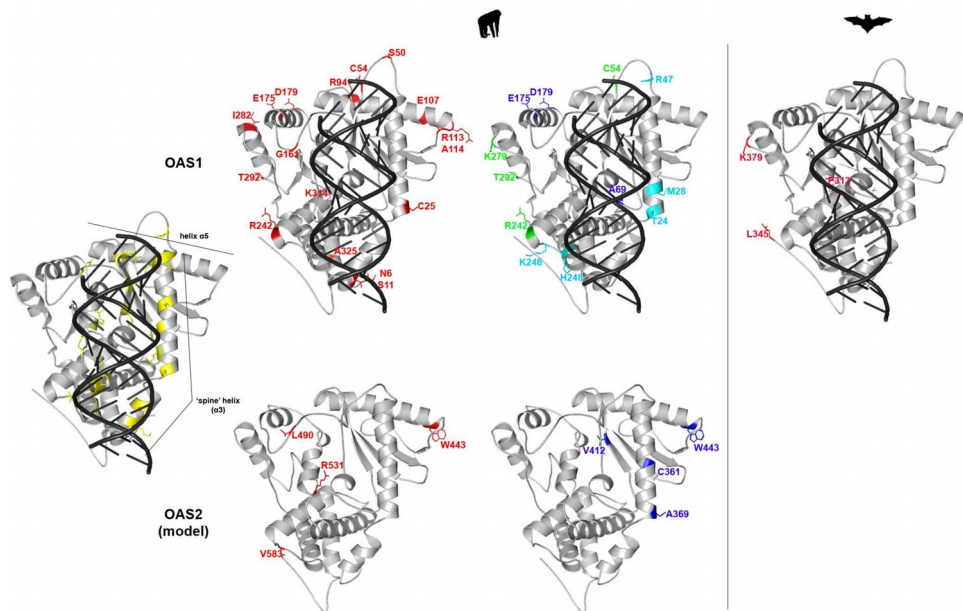 OAS1
helix α5
'spine' helix
(α3)
OAS2
(model)
S50
C54
R94
D179
E175
E107
I282
R113
A114
G162
T292
K314
C25
R242
A325
N6
S11
C54
R47
D179
E175
K279
T292
A69
M28
T24
R242
K246
H248
K379
F313
L345
L490
W443
R531
V583
V412
W443
C361
A369